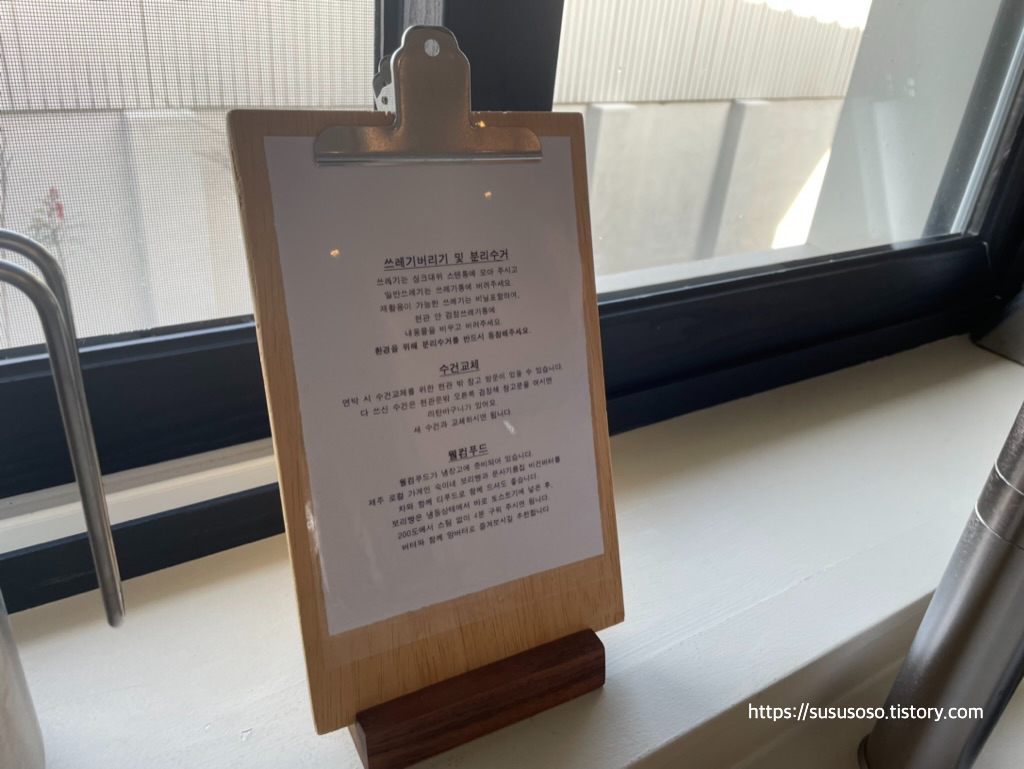 쓰레기버리기 및 분리수거
쓰레기는 싱크대위 스텐통에 모아 주시고
일반쓰레기는 쓰레기통에 버려주세요.
재활용이 가능한 쓰레기는 비닐포함하여,
현관 안 검정쓰레기통에
내용물을 비우고 버려주세요.
환경을 위해 분리수거를 반드시 동참해주세요.
수건교체
연박 시 수건교체를 위한 현관 밖 창고 방문이 있을 수 있습니다.
다 쓰신 수건은 현관문밖 오른쪽 검장색 창고문을 여시면
라탄바구니가 있어요.
새 수건과 교체하시면 됩니다.
웰컴푸드
웰컴푸드가 냉장고에 준비되어 있습니다.
제주 로컬 가게인 숙이네 보리빵과 문사기름집 비건버터를
차와 함께 티푸드로 함께 드셔도 좋습니다.
보리빵은 냉동상태에서 바로 토스트기에 넣은 후,
200도에서 스팀 없이 4분 구워 주시면 됩니다.
버터와 함께 앙버터로 즐겨보시길 추천합니다
https://sususoso.tistory.com